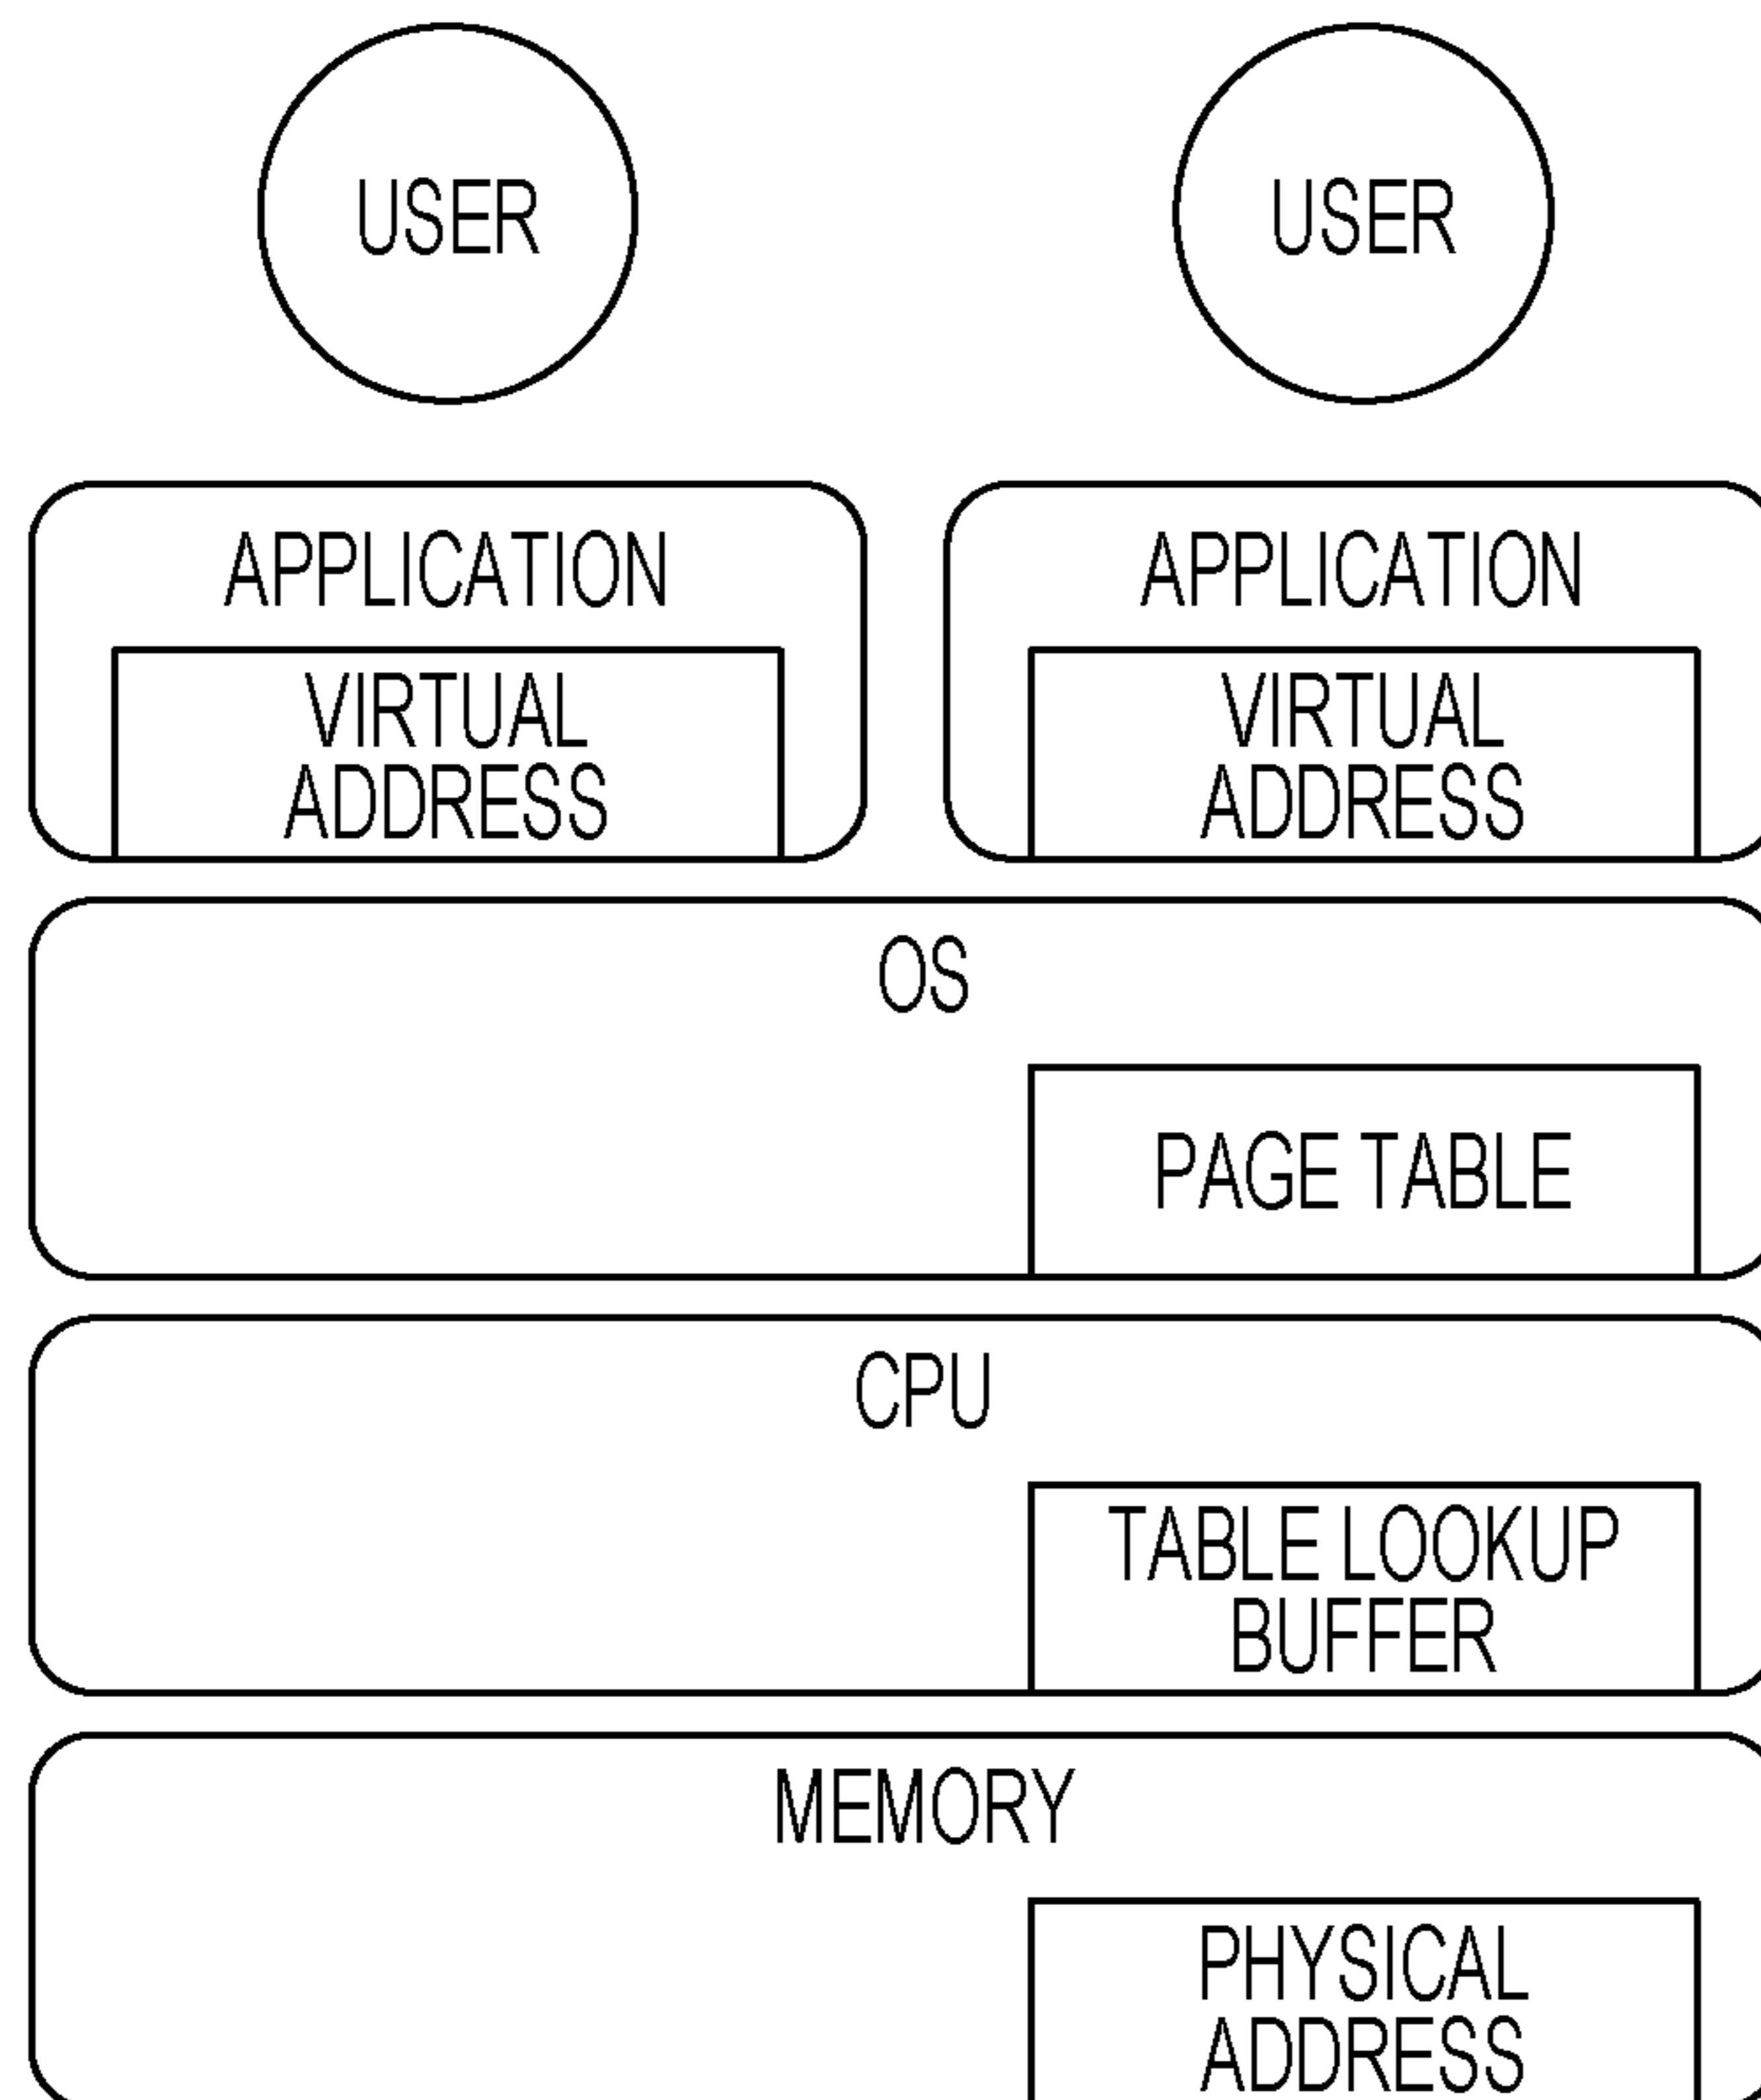 USER USER
APPLICATION APPLICATION
VIRTUAL VIRTUAL
ADDRESS ADDRESS
OS
PAGE TABLE
CPU
TABLE LOOKUP
BUFFER
MEMORY
PHYSICAL
ADDRESS